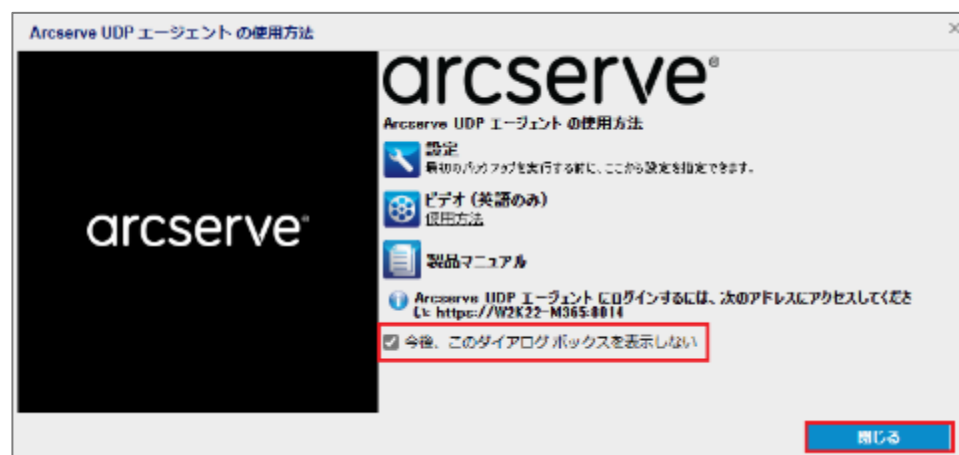 Arcserve UDP エージェント の使用方法
arcserve®
arcserve®
Arcserve UDP エージェント の使用方法
設定
最初のバックアップを実行する前に、ここから設定を指定できます。
ビデオ (英語のみ)
使用方法
製品マニュアル
Arcserve UDP エージェント にログインするには、次のアドレスにアクセスしてくださ
い: https://W2K22-M365:8014
今後、このダイアログ ボックスを表示しない
閉じる